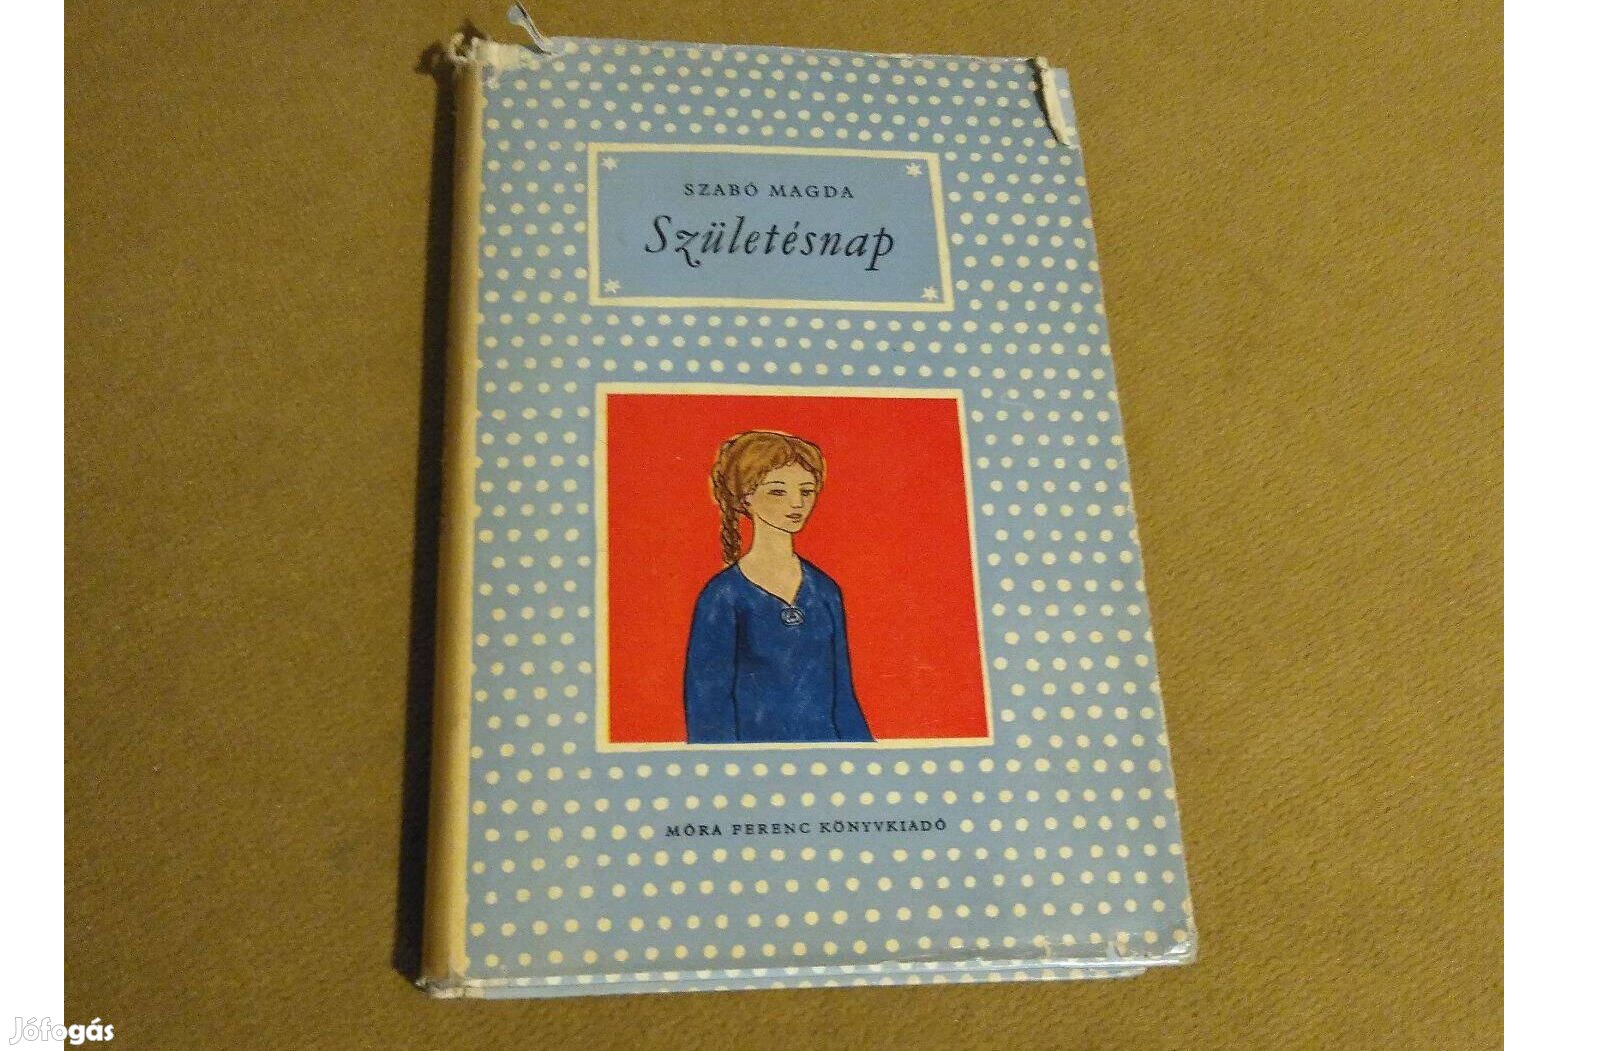 SZABÓ MAGDA
Születésnap
MÓRA FERENC KÖNYVKIADÓ
Jófogás